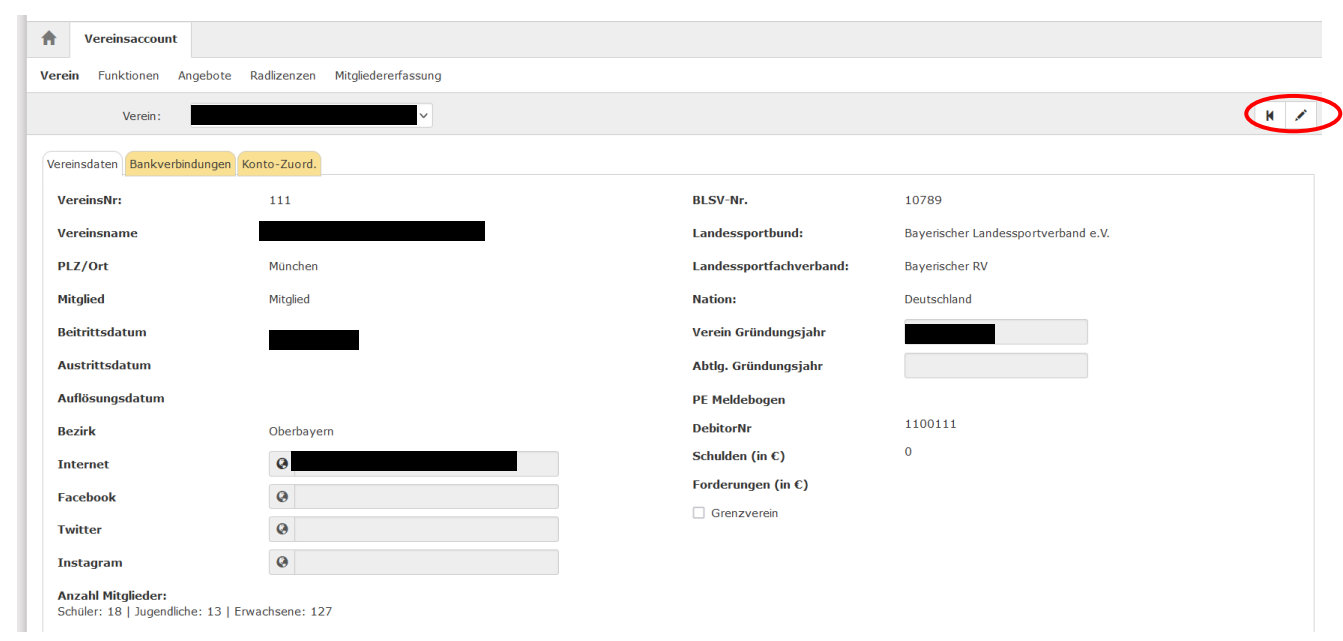 Vereinsaccount
Verein Funktionen Angebote Radlizenzen Mitgliedererfassung
Verein:
Vereinsdaten Bankverbindungen Konto-Zuord.
VereinsNr: 111
Vereinsname
PLZ/Ort München
Mitglied Mitglied
Beitrittsdatum
Austrittsdatum
Auflösungsdatum
Bezirk Oberbayern
Internet
Facebook
Twitter
Instagram
Anzahl Mitglieder:
Schüler: 18 | Jugendliche: 13 | Erwachsene: 127
BLSV-Nr. 10789
Landessportbund: Bayerischer Landessportverband e.V.
Landessportfachverband: Bayerischer RV
Nation: Deutschland
Verein Gründungsjahr
Abtlg. Gründungsjahr
PE Meldebogen
DebitorNr 1100111
Schulden (in €) 0
Forderungen (in €)
Grenzverein